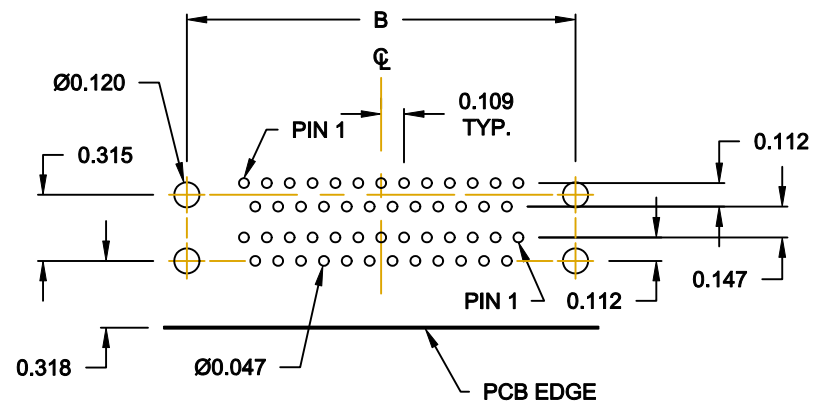 B
℄
Ø0.120
0.109
TYP.
PIN 1
0.112
0.315
PIN 1
0.112
0.147
0.318
Ø0.047
PCB EDGE